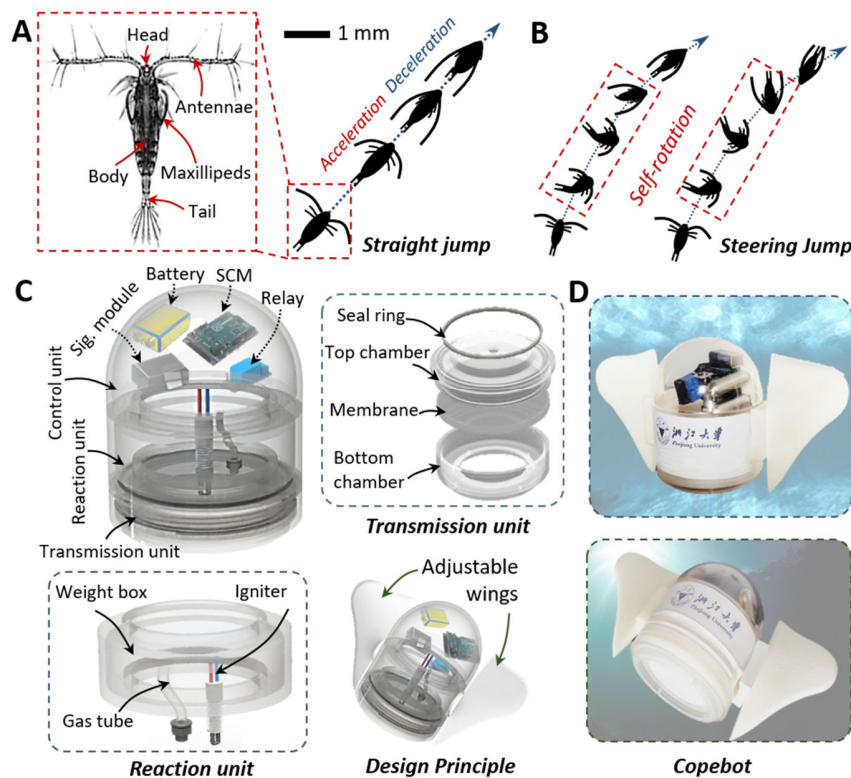 A
Head
Antennae
Maxillipeds
Body
Tail
1 mm
Acceleration
Deceleration
Straight jump
B
Self-rotation
Steering Jump
C
Battery
SCM
Sig. module
Relay
Control unit
Reaction unit
Transmission unit
Seal ring
Top chamber
Membrane
Bottom
chamber
Transmission unit
D
浙江大学
Zhejiang University
Weight box
Igniter
Gas tube
Reaction unit
Adjustable
wings
Design Principle
浙江大学
Zhejiang University
Copebot